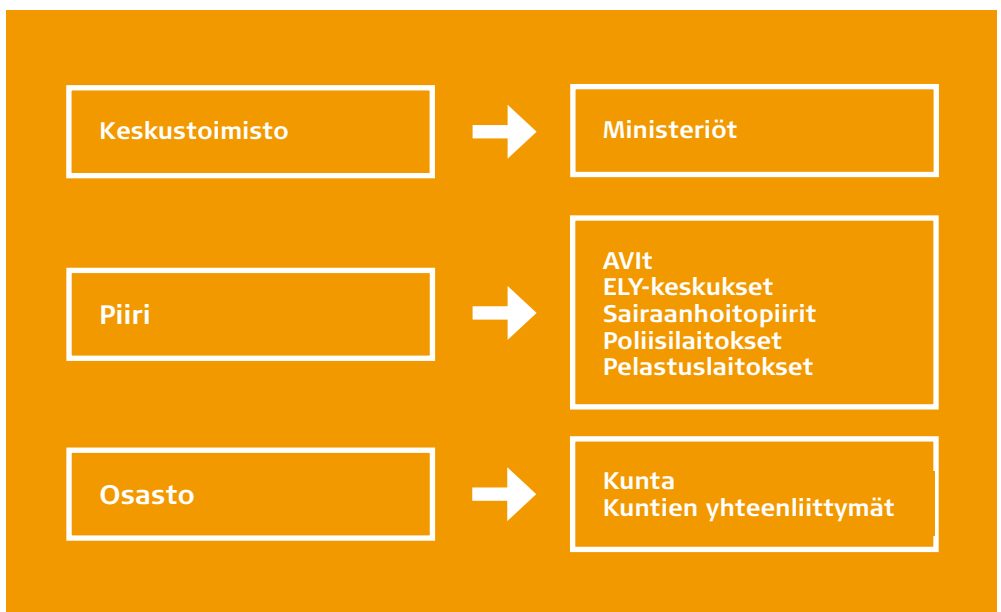 Keskustoimisto
Ministeriöt
Piiri
AVIt
ELY-keskukset
Sairaanhoitopiirit
Poliisilaitokset
Pelastuslaitokset
Osasto
Kunta
Kuntien yhteenliittymät